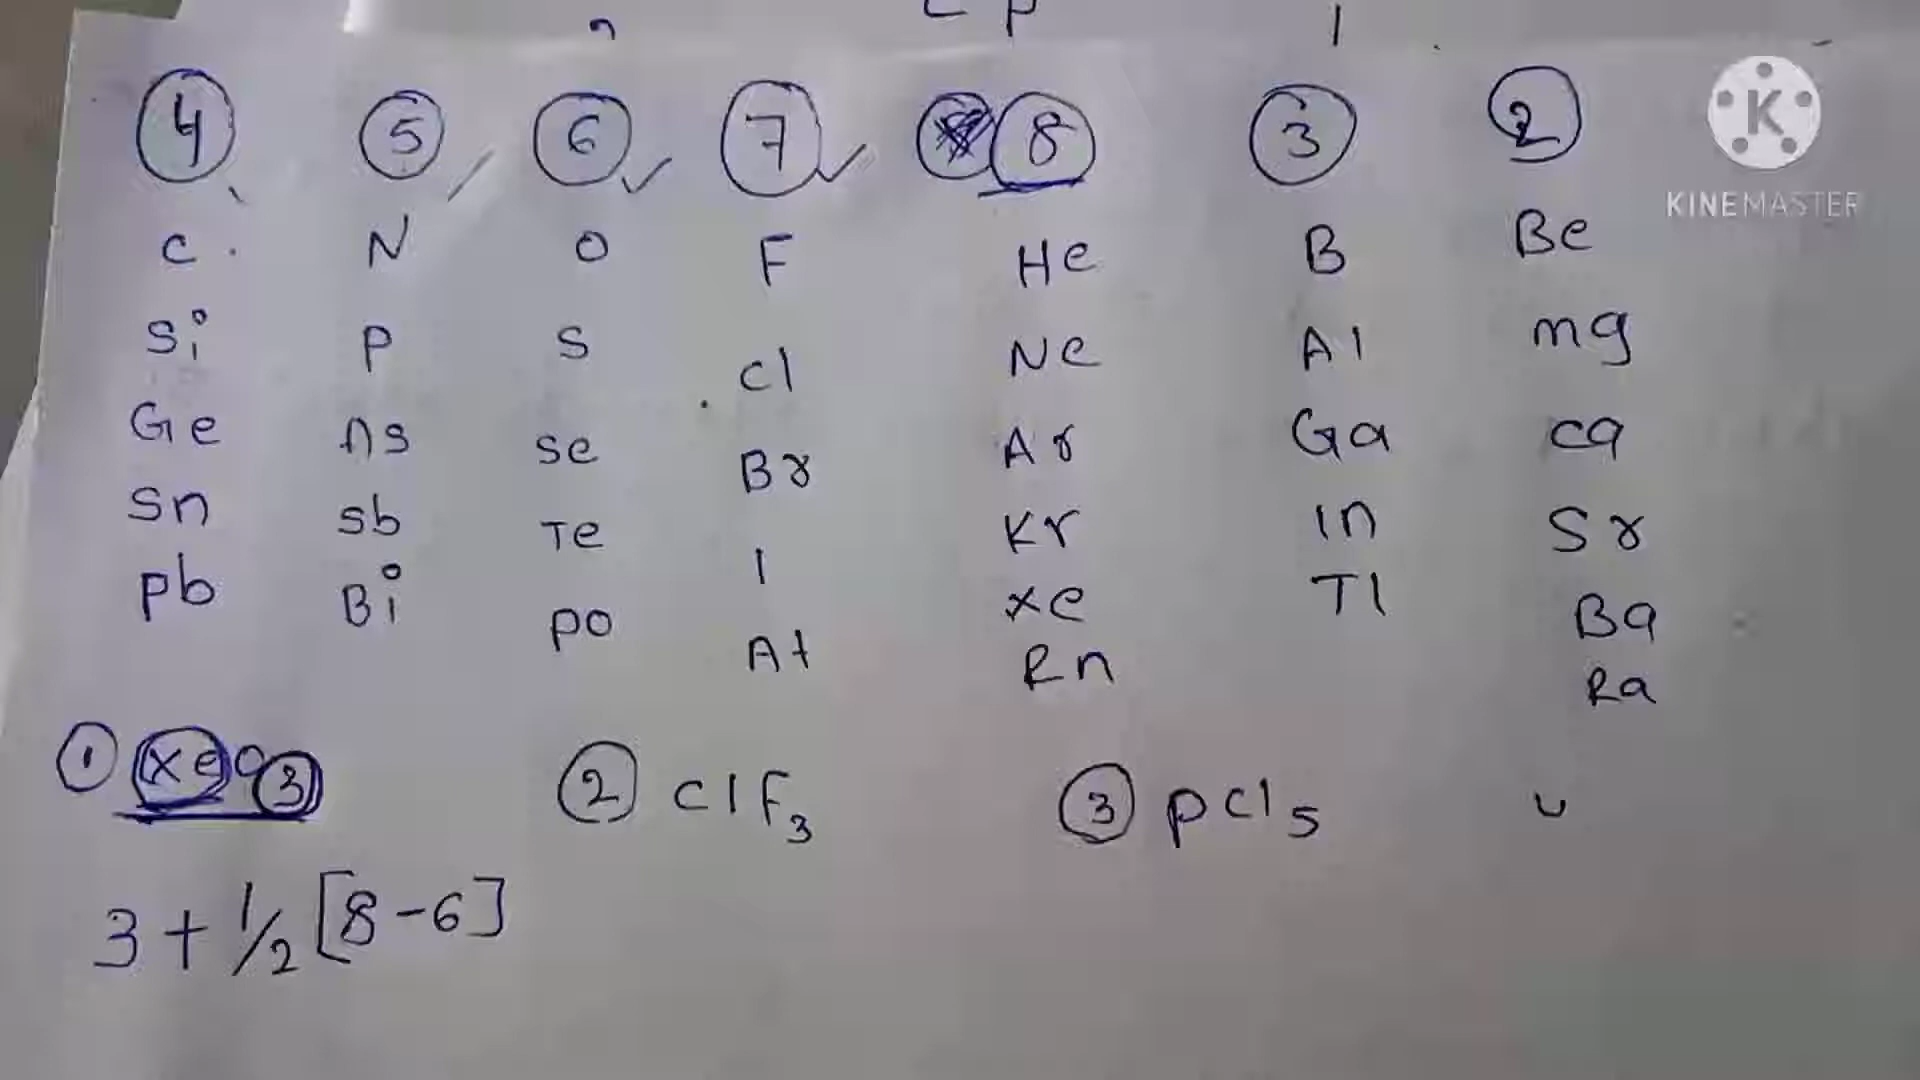 4 5 6 7 8 3 2
KINEMASTER
C N O F He B Be
Si P S Cl Ne Al mg
Ge As Se Br Ar Ga Ca
Sn Sb Te I Kr In Sr
pb Bi po At Xe Tl Ba
Rn Ra
① XeO3 ② ClF3 ③ pCl5
3 + 1/2 [8-6]